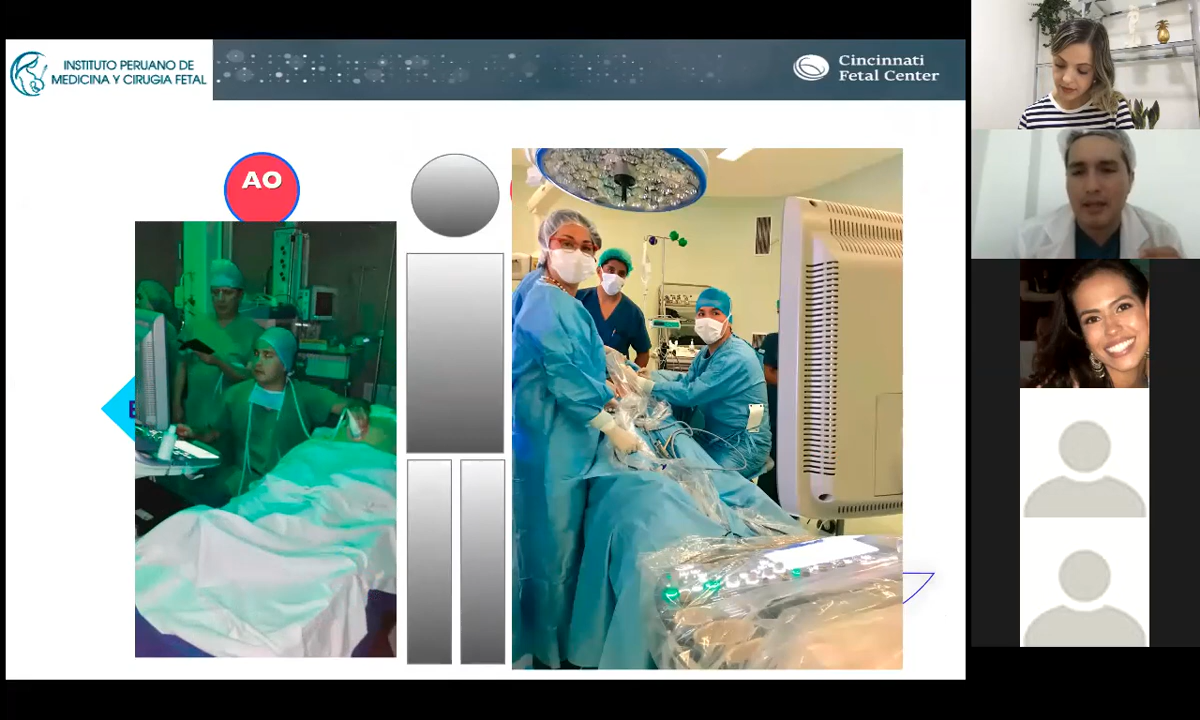 INSTITUTO PERUANO DE
MEDICINA Y CIRUGIA FETAL
Cincinnati
Fetal Center
AO